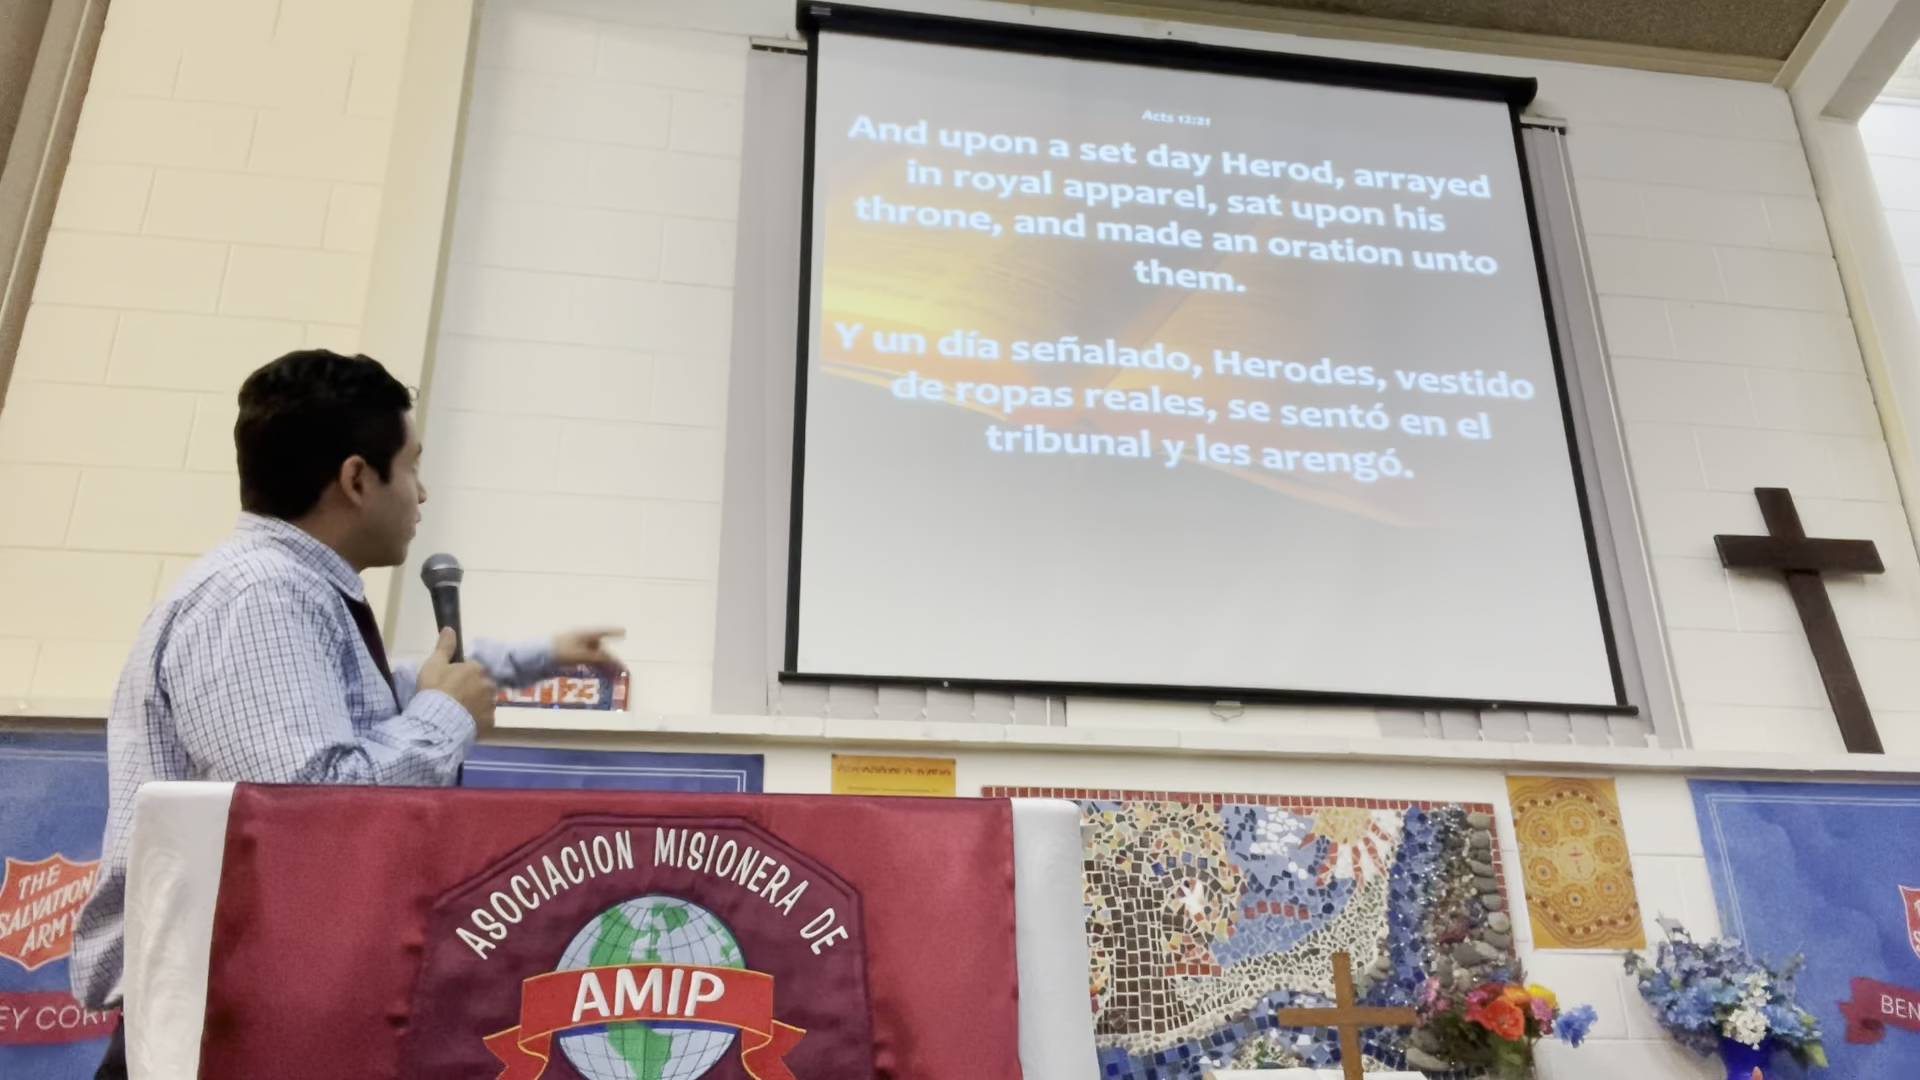 Acts 12:21
And upon a set day Herod, arrayed
in royal apparel, sat upon his
throne, and made an oration unto
them.
Y un día señalado, Herodes, vestido
de ropas reales, se sentó en el
tribunal y les arengó.
23
ASOCIACION MISIONERA DE
AMIP
THE
SALVATION
ARMY